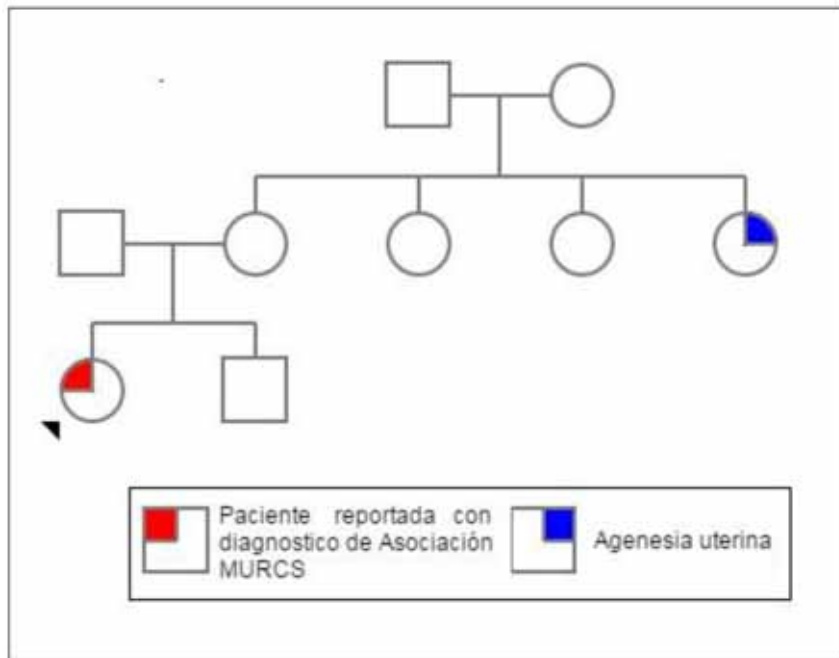 Paciente reportada con
diagnostico de Asociación
MURCS
Agenesia uterina